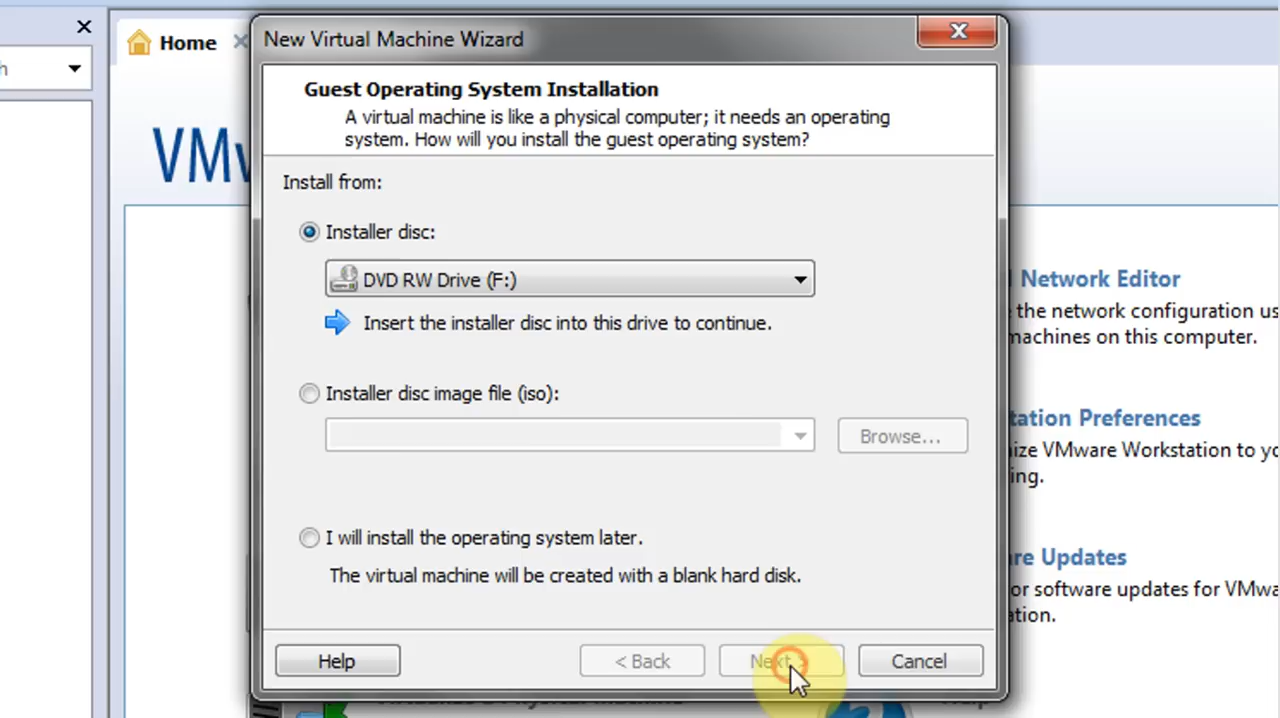 h
Home
New Virtual Machine Wizard
Guest Operating System Installation
A virtual machine is like a physical computer; it needs an operating
system. How will you install the guest operating system?
Install from:
Installer disc:
DVD RW Drive (F:)
Insert the installer disc into this drive to continue.
Installer disc image file (iso):
Browse...
I will install the operating system later.
The virtual machine will be created with a blank hard disk.
Help
< Back
Next >
Cancel
VMw
Network Editor
the network configuration us
machines on this computer.
tation Preferences
ize VMware Workstation to yo
ing.
re Updates
or software updates for VMwa
ation.